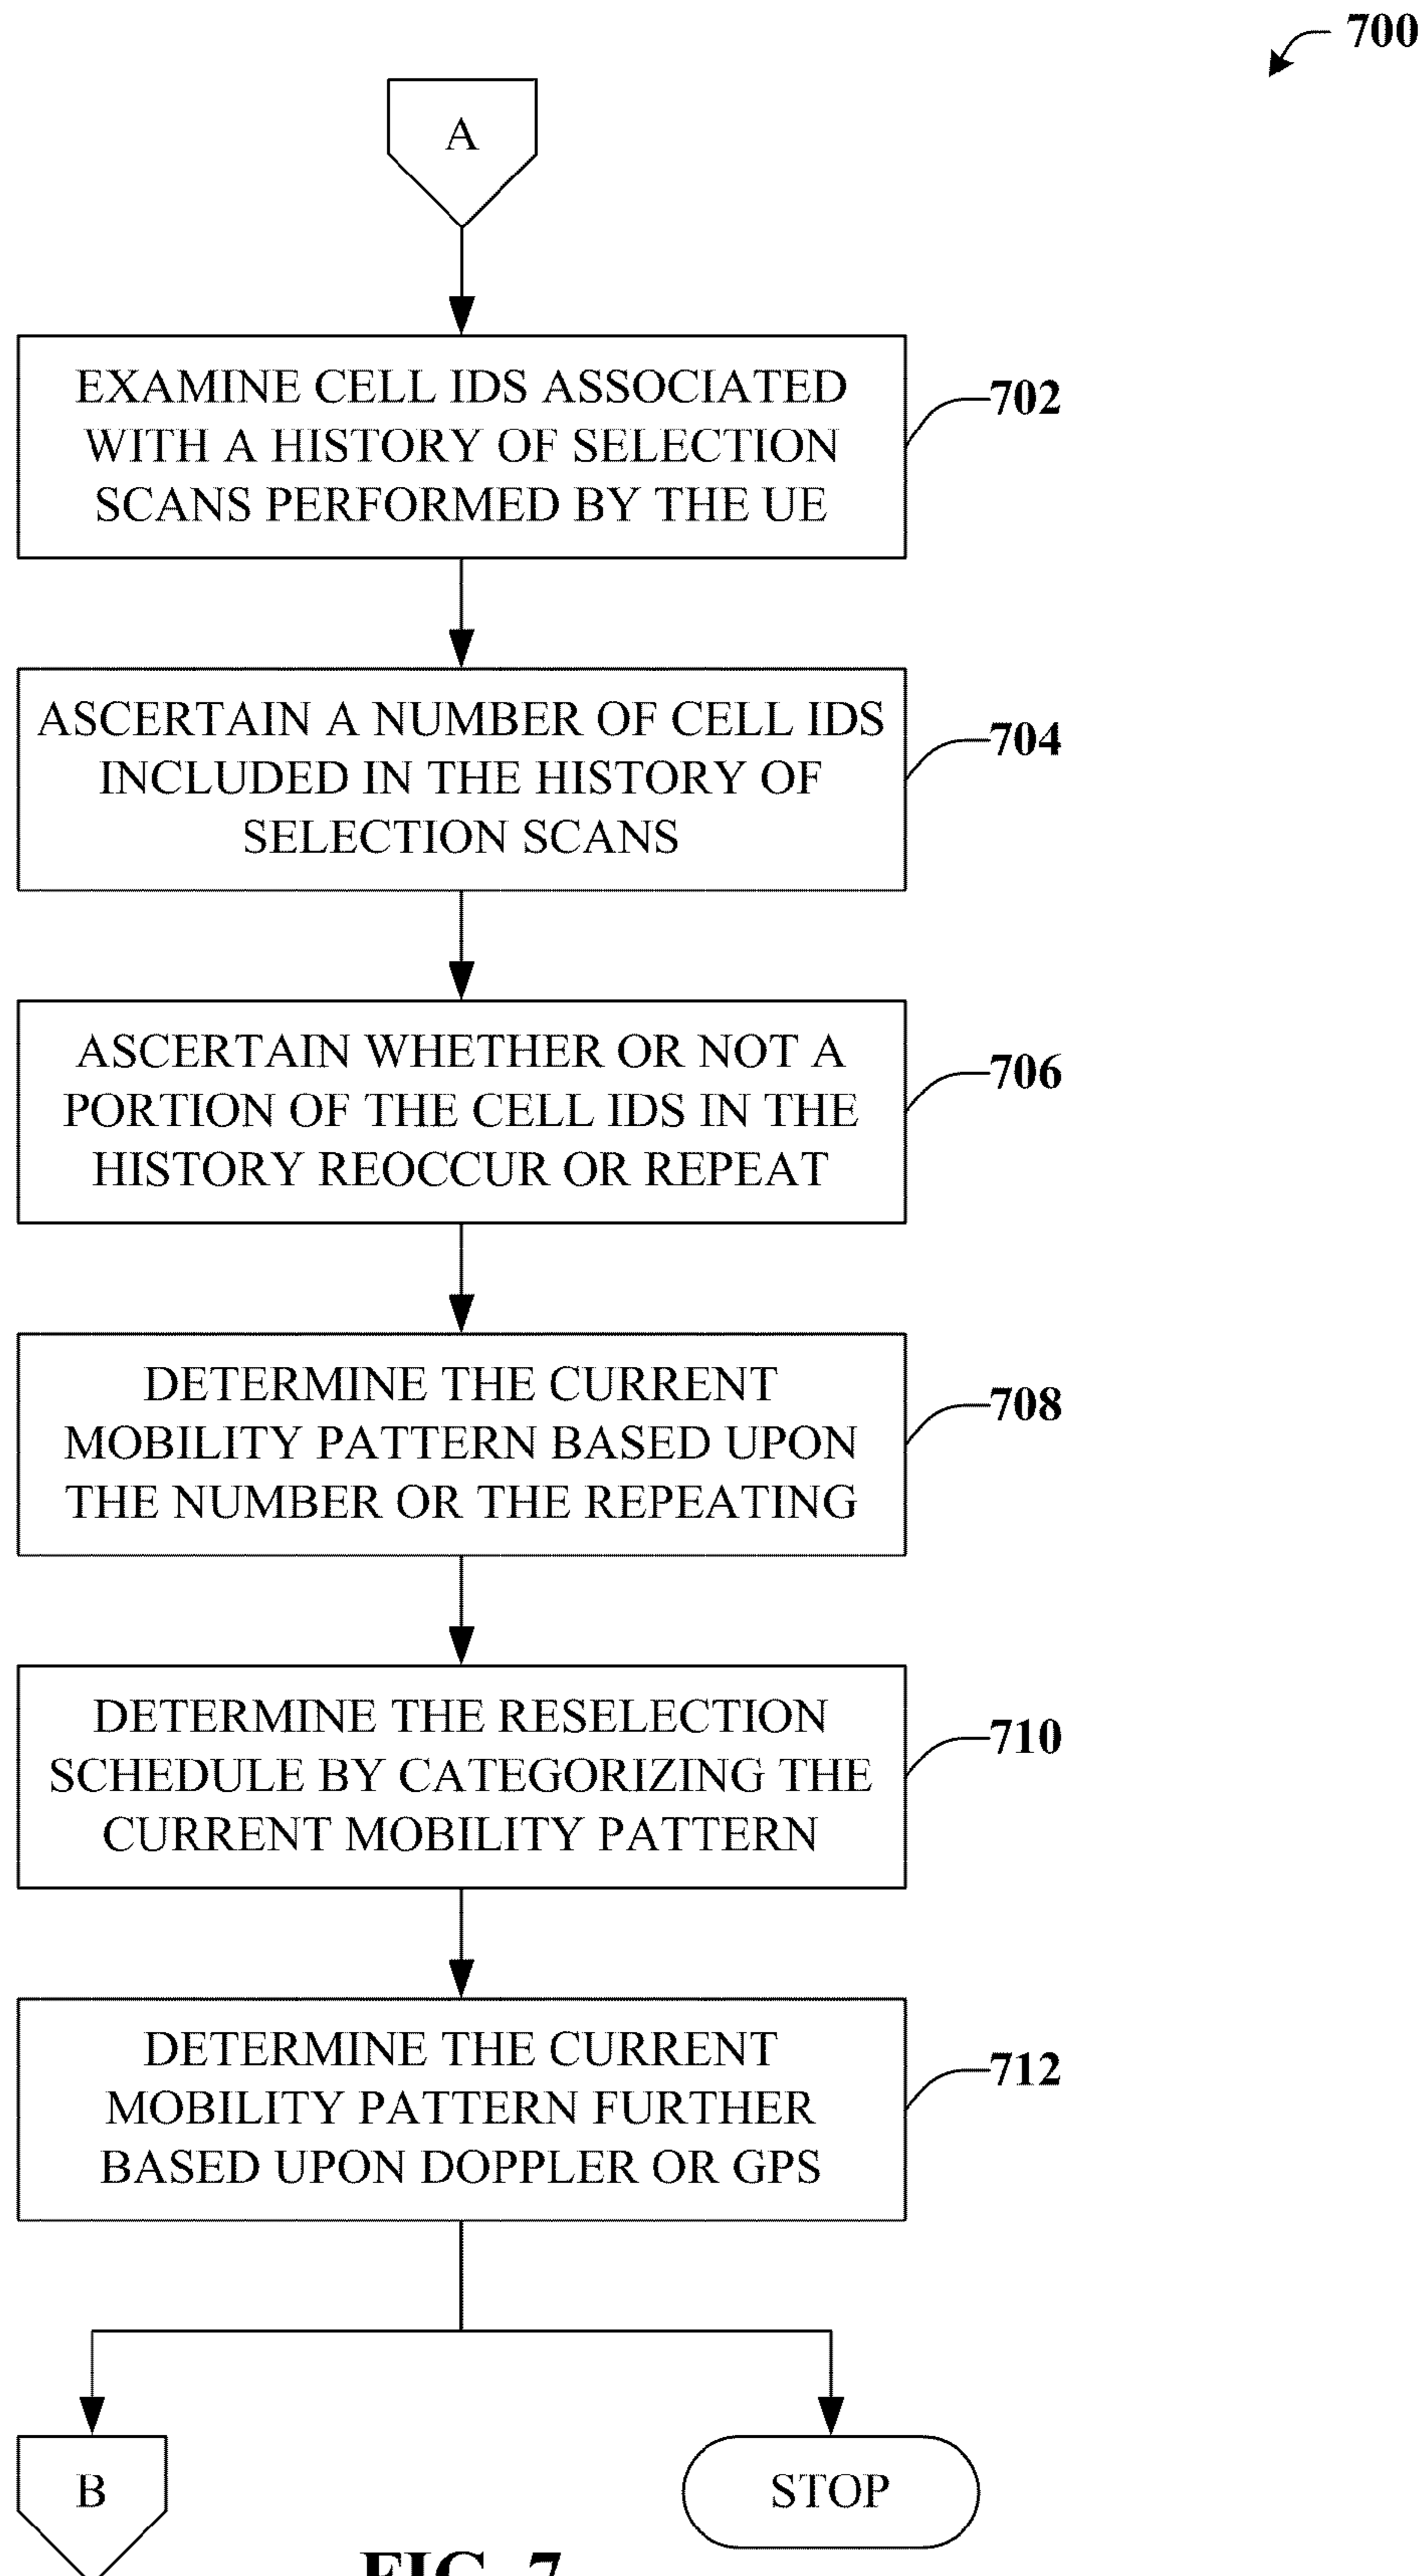 700
A
EXAMINE CELL IDS ASSOCIATED
WITH A HISTORY OF SELECTION
SCANS PERFORMED BY THE UE
702
ASCERTAIN A NUMBER OF CELL IDS
INCLUDED IN THE HISTORY OF
SELECTION SCANS
704
ASCERTAIN WHETHER OR NOT A
PORTION OF THE CELL IDS IN THE
HISTORY REOCCUR OR REPEAT
706
DETERMINE THE CURRENT
MOBILITY PATTERN BASED UPON
THE NUMBER OR THE REPEATING
708
DETERMINE THE RESELECTION
SCHEDULE BY CATEGORIZING THE
CURRENT MOBILITY PATTERN
710
DETERMINE THE CURRENT
MOBILITY PATTERN FURTHER
BASED UPON DOPPLER OR GPS
712
B
STOP
FIG. 7